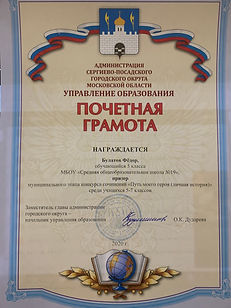 АДМИНИСТРАЦИЯ
СЕРГИЕВО-ПОСАДСКОГО
ГОРОДСКОГО ОКРУГА
МОСКОВСКОЙ ОБЛАСТИ
УПРАВЛЕНИЕ ОБРАЗОВАНИЯ
ПОЧЕТНАЯ
ГРАМОТА
НАГРАЖДАЕТСЯ
Булатов Фёдор,
обучающийся 5 класса
МБОУ «Средняя общеобразовательная школа №19»,
призер
муниципального этапа конкурса сочинений «Путь моего героя (личная история)»
среди учащихся 5-7 классов
Заместитель главы администрации
городского округа -
начальник управления образования
О.К. Дударева
2020 г.